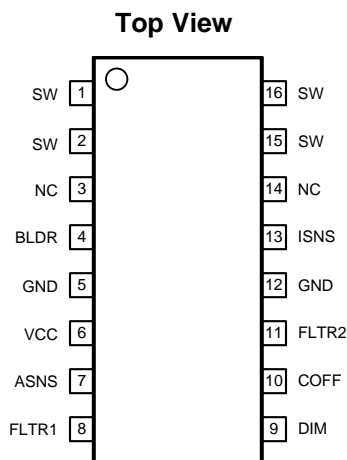 Top View
SW 1 16 SW
SW 2 15 SW
NC 3 14 NC
BLDR 4 13 ISNS
GND 5 12 GND
VCC 6 11 FLTR2
ASNS 7 10 COFF
FLTR1 8 9 DIM